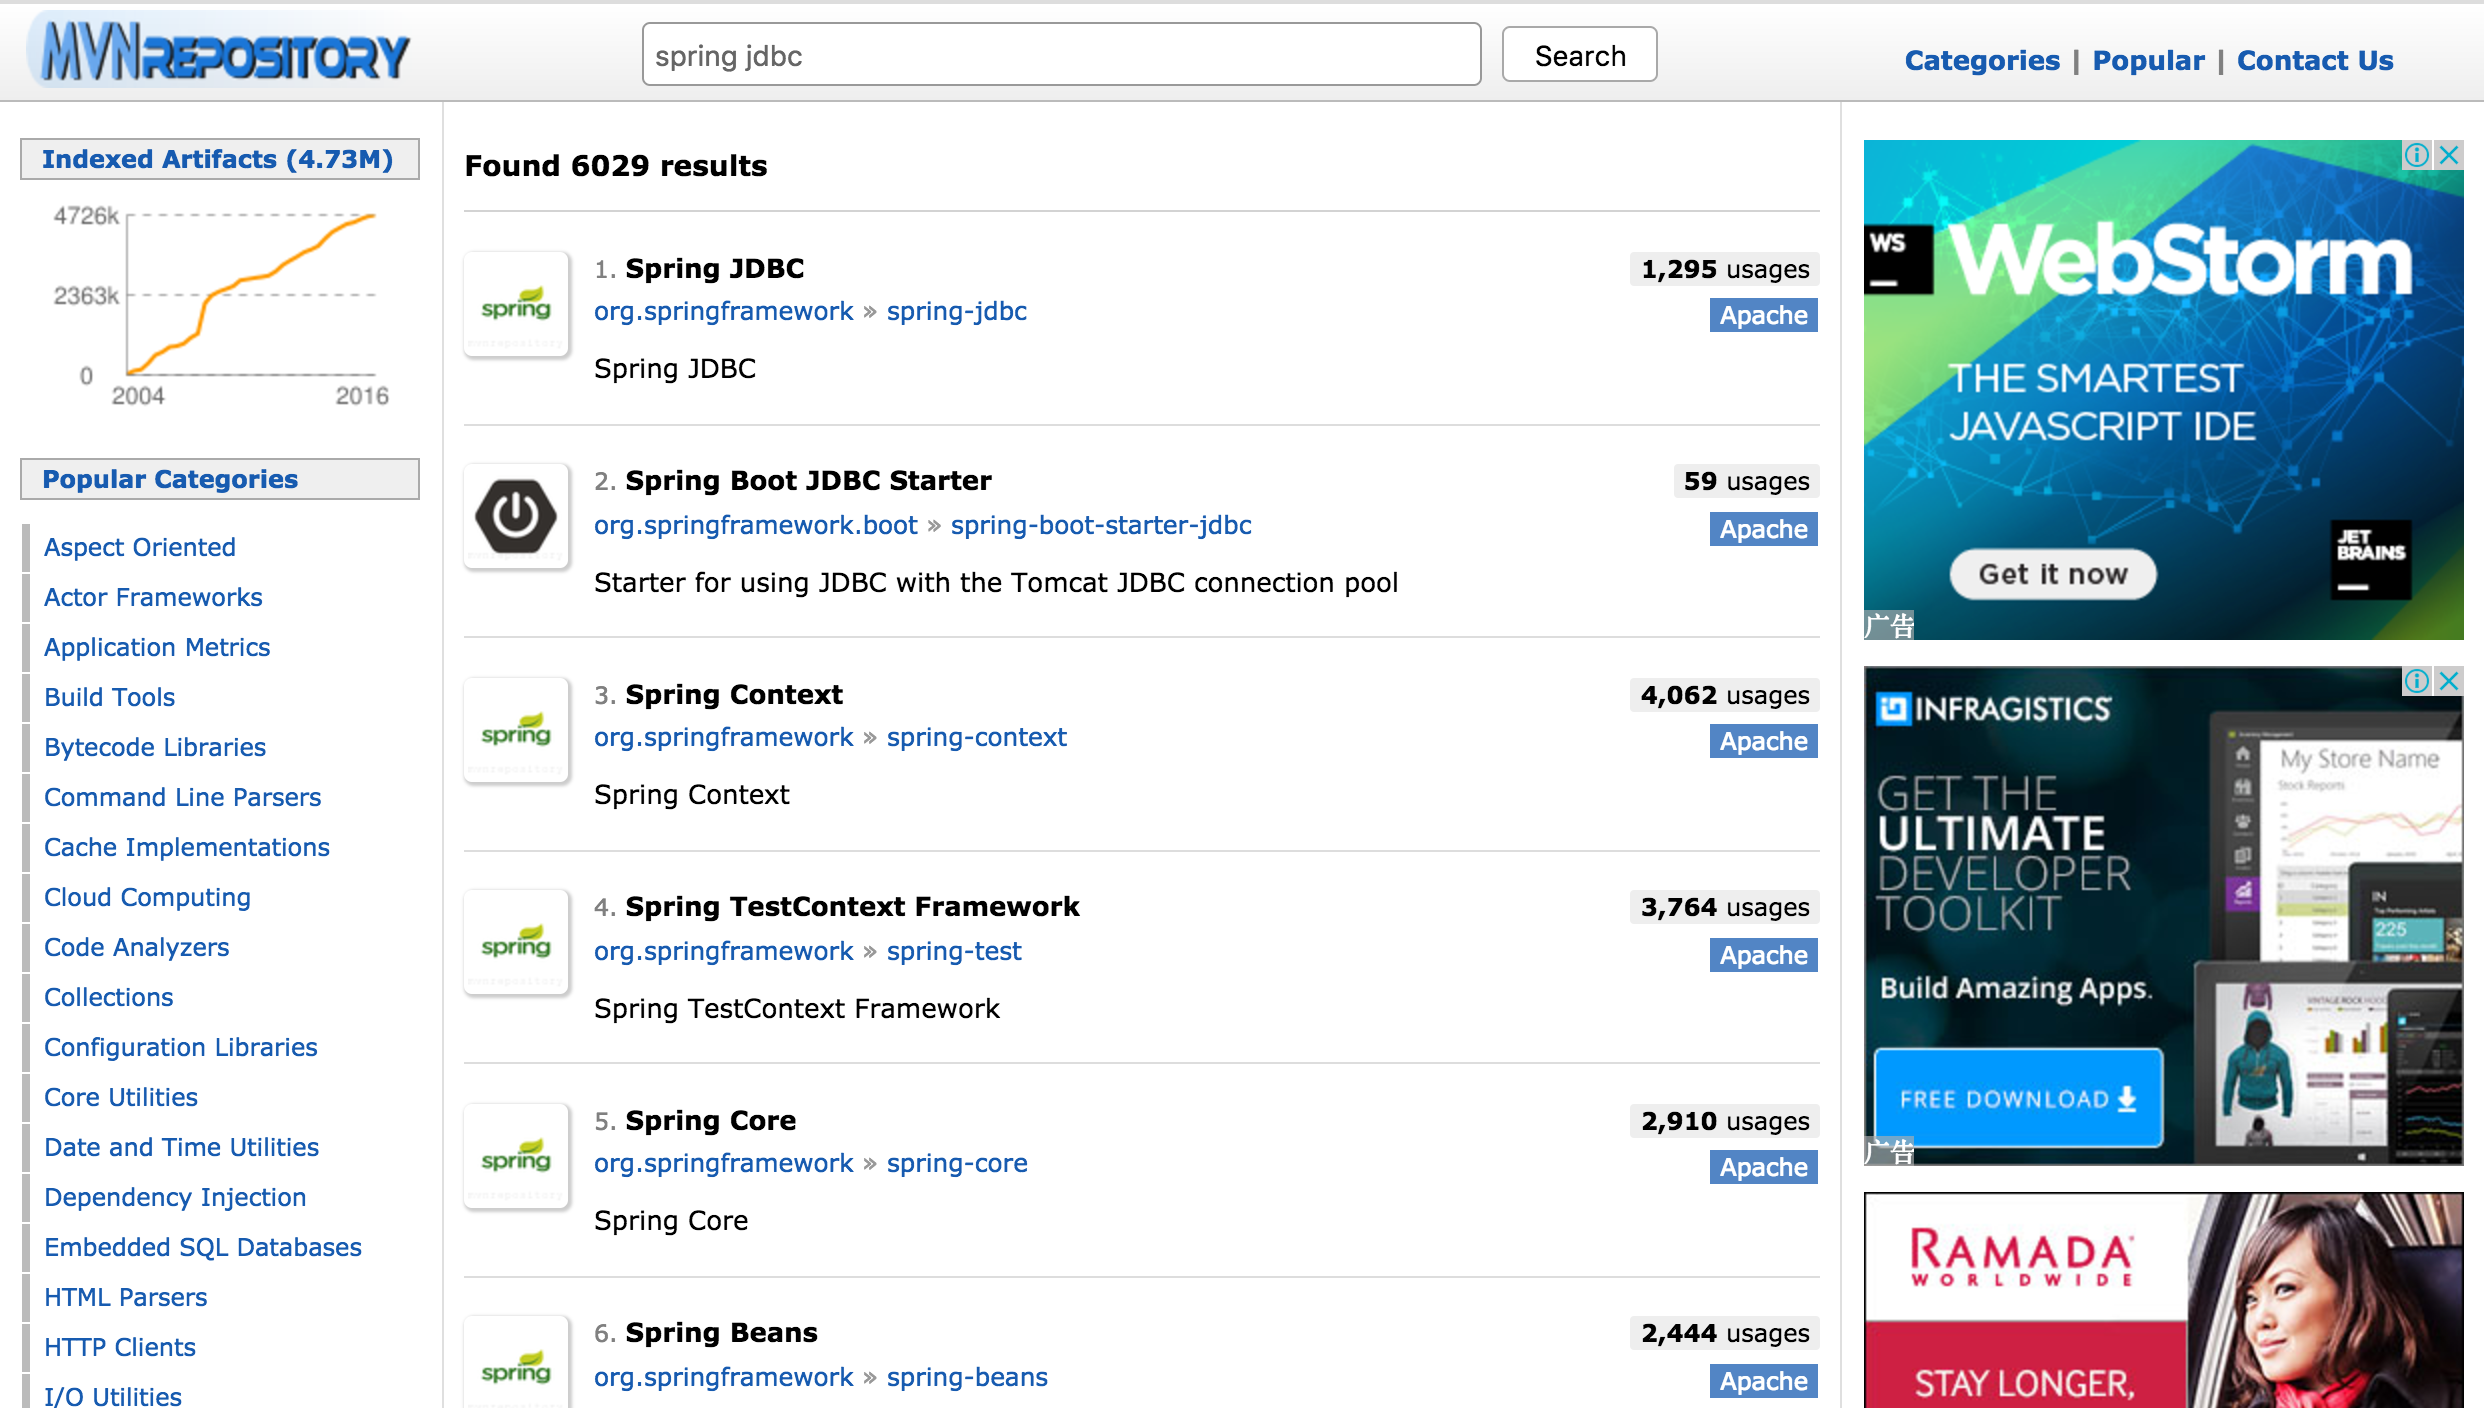 MVNREPOSITORY
spring jdbc
Search
Categories | Popular | Contact Us
Indexed Artifacts (4.73M)
4726k
2363k
0
2004 2016
Popular Categories
Aspect Oriented
Actor Frameworks
Application Metrics
Build Tools
Bytecode Libraries
Command Line Parsers
Cache Implementations
Cloud Computing
Code Analyzers
Collections
Configuration Libraries
Core Utilities
Date and Time Utilities
Dependency Injection
Embedded SQL Databases
HTML Parsers
HTTP Clients
I/O Utilities
Found 6029 results
spring
mvnrepository
1. Spring JDBC
1,295 usages
org.springframework » spring-jdbc
Apache
Spring JDBC
2. Spring Boot JDBC Starter
59 usages
org.springframework.boot » spring-boot-starter-jdbc
Apache
Starter for using JDBC with the Tomcat JDBC connection pool
mvnrepository
spring
mvnrepository
3. Spring Context
4,062 usages
org.springframework » spring-context
Apache
Spring Context
spring
mvnrepository
4. Spring TestContext Framework
3,764 usages
org.springframework » spring-test
Apache
Spring TestContext Framework
spring
mvnrepository
5. Spring Core
2,910 usages
org.springframework » spring-core
Apache
Spring Core
spring
6. Spring Beans
2,444 usages
org.springframework » spring-beans
Apache
WS
WebStorm
THE SMARTEST
JAVASCRIPT IDE
Get it now
JET
BRAINS
广告
INFRAGISTICS
GET THE
ULTIMATE
DEVELOPER
TOOLKIT
Build Amazing Apps.
FREE DOWNLOAD
My Store Name
Stock Reports
IN
225
广告
RAMADA
WORLDWIDE
STAY LONGER,